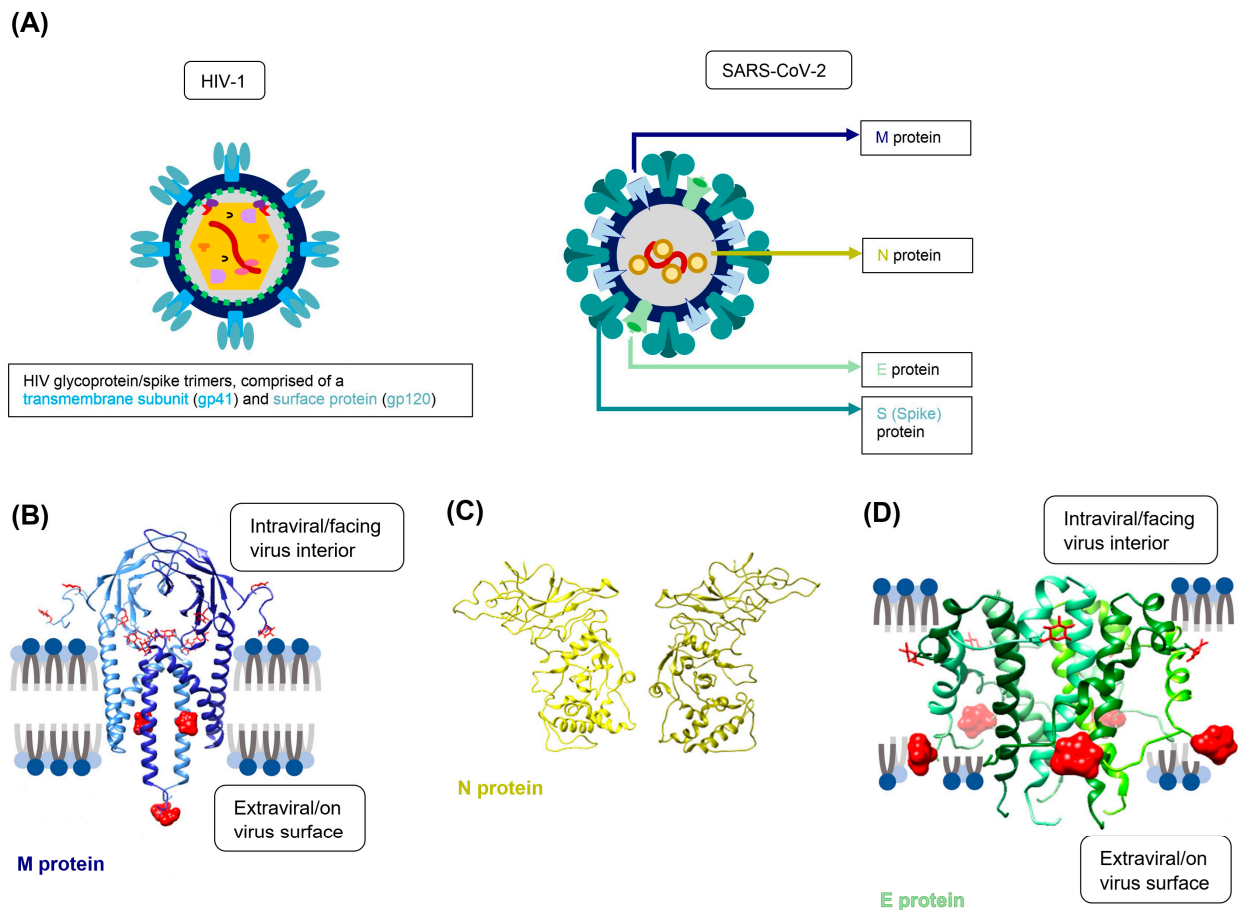 (A)
HIV-1
SARS-CoV-2
M protein
N protein
E protein
S (Spike)
protein
HIV glycoprotein/spike trimers, comprised of a
transmembrane subunit (gp41) and surface protein (gp120)
(B)
Intraviral/facing
virus interior
Extraviral/on
virus surface
M protein
(C)
N protein
(D)
Intraviral/facing
virus interior
Extraviral/on
virus surface
E protein